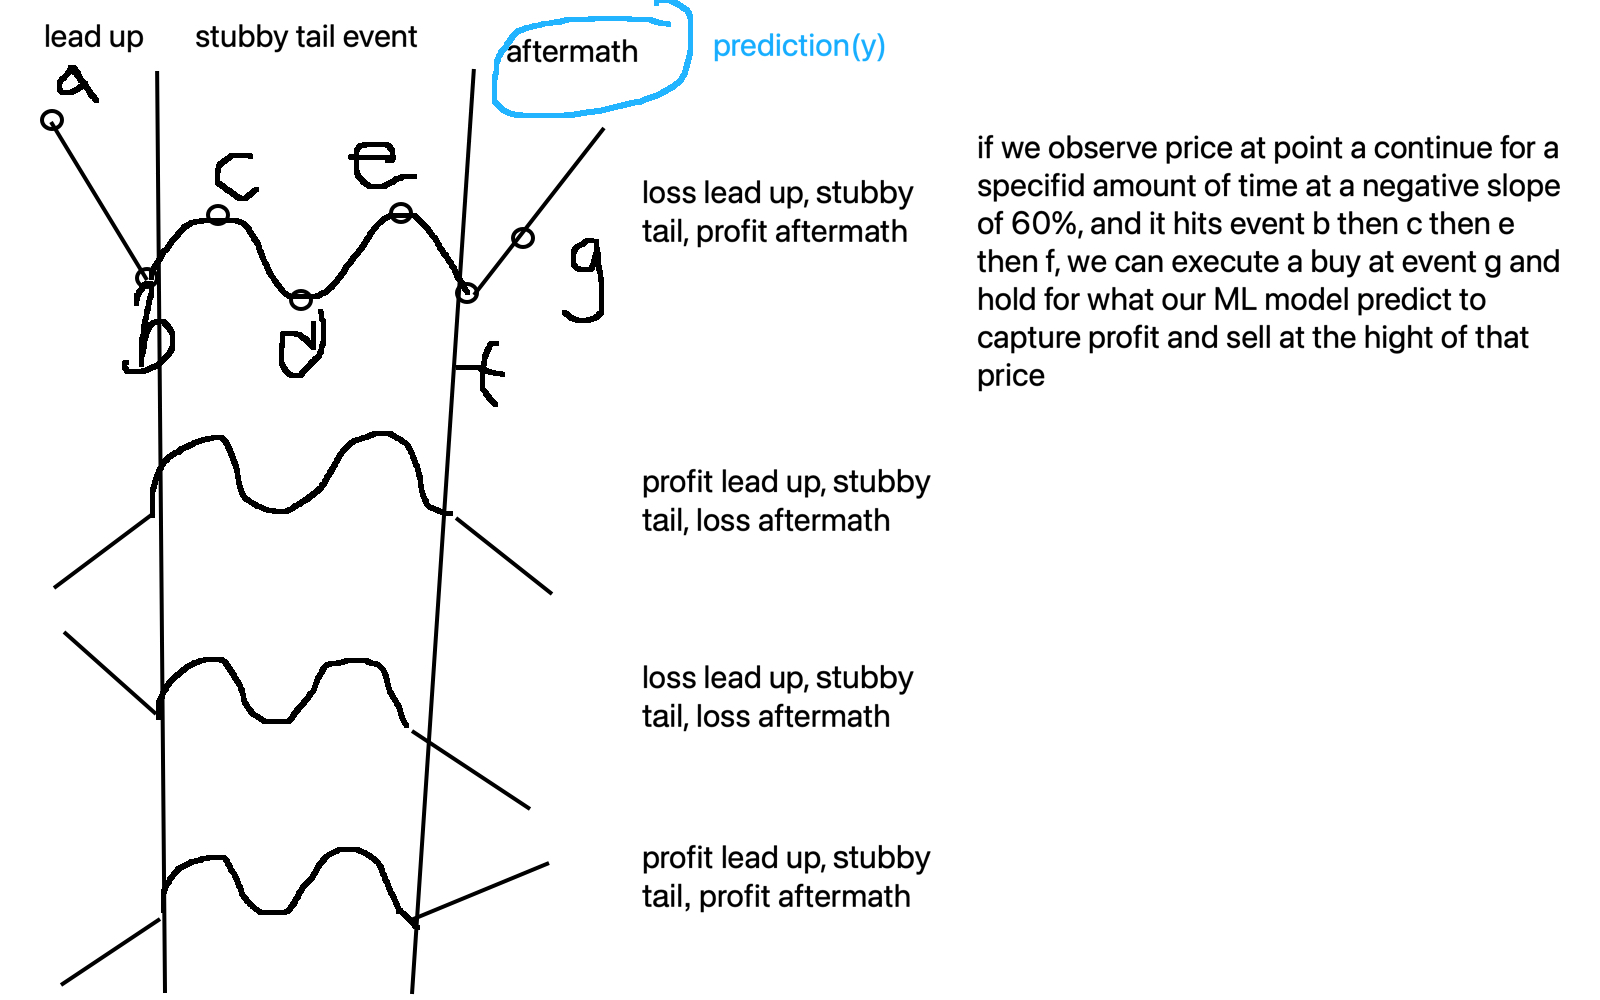 lead up
stubby tail event
aftermath
prediction(y)
a
c
e
g
b
d
f
loss lead up, stubby
tail, profit aftermath
if we observe price at point a continue for a
specifid amount of time at a negative slope
of 60%, and it hits event b then c then e
then f, we can execute a buy at event g and
hold for what our ML model predict to
capture profit and sell at the hight of that
price
profit lead up, stubby
tail, loss aftermath
loss lead up, stubby
tail, loss aftermath
profit lead up, stubby
tail, profit aftermath